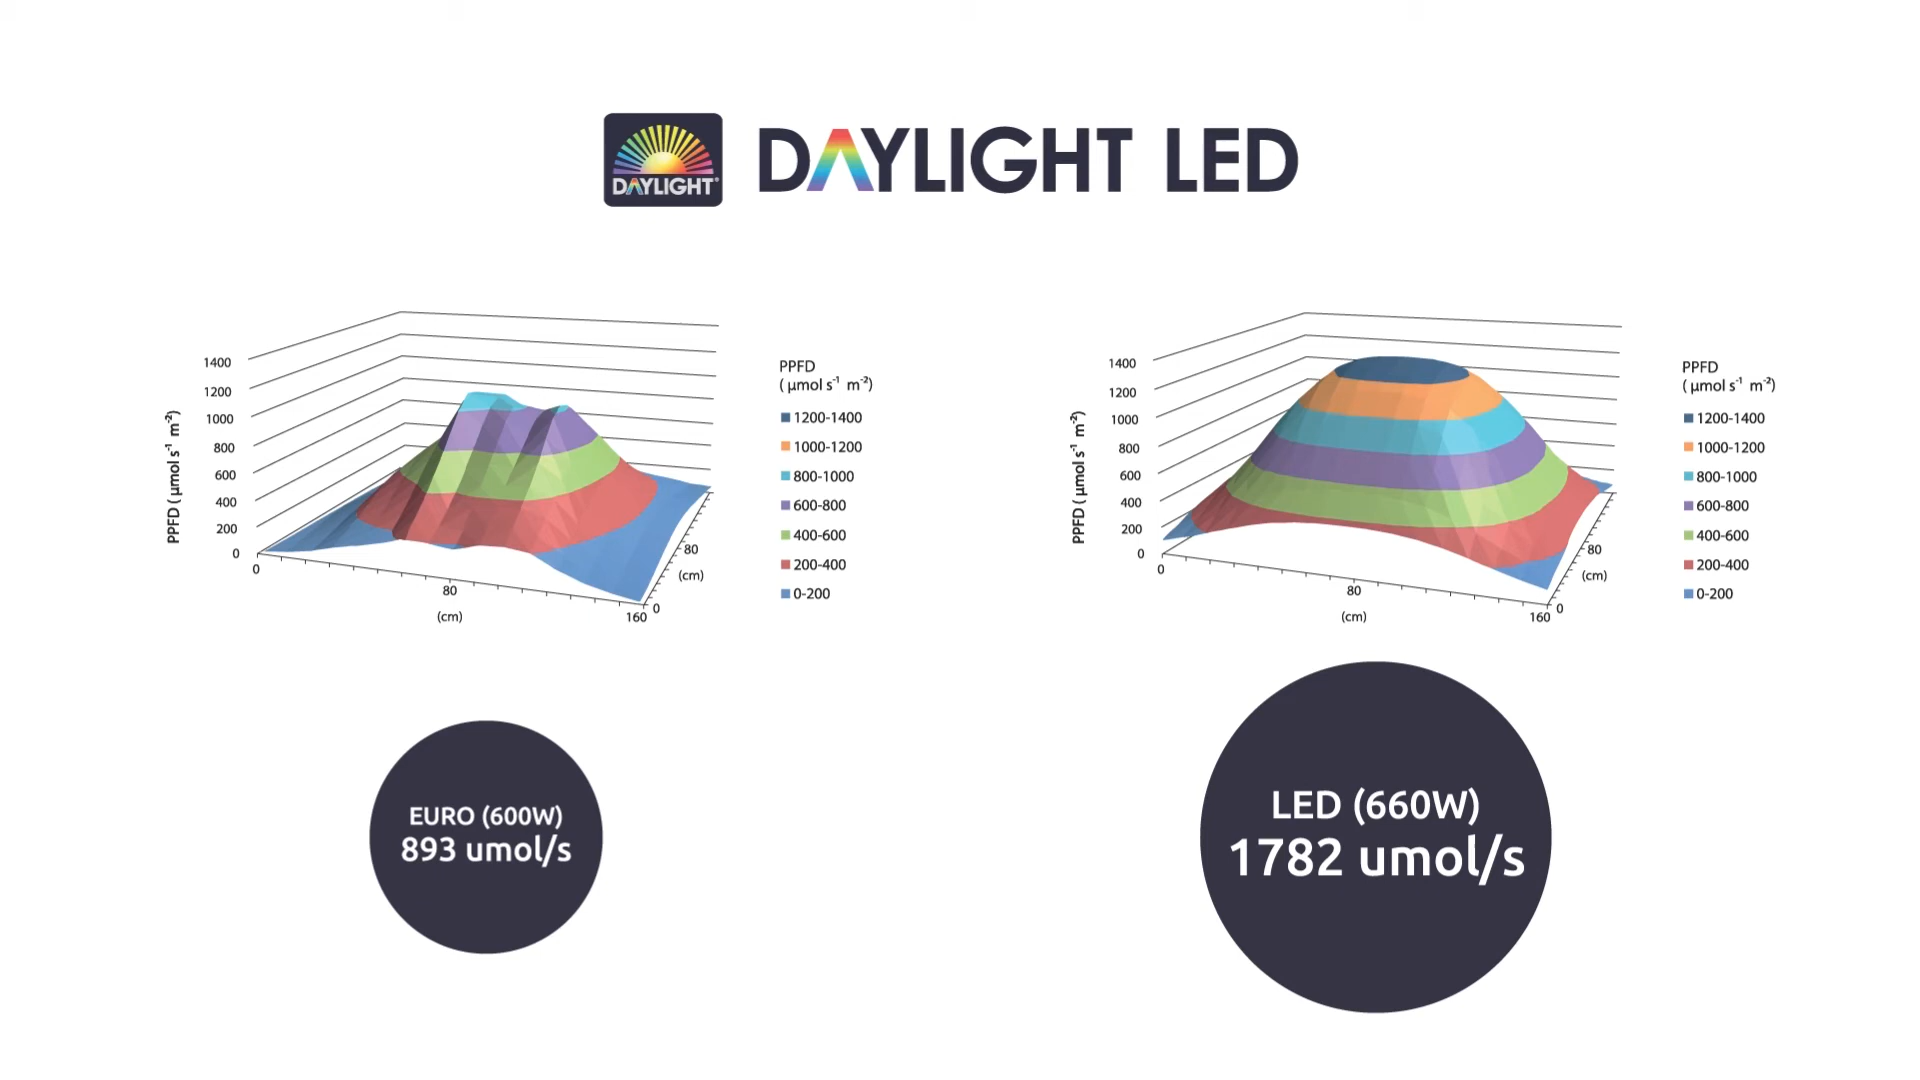 DAYLIGHT®
DAYLIGHT LED
PPFD ( µmol s⁻¹ m⁻²)
1400
1200
1000
800
600
400
200
0
0
80
(cm)
160
0
80
(cm)
PPFD
( µmol s⁻¹ m⁻²)
1200-1400
1000-1200
800-1000
600-800
400-600
200-400
0-200
PPFD ( µmol s⁻¹ m⁻²)
1400
1200
1000
800
600
400
200
0
0
80
(cm)
160
0
80
(cm)
PPFD
( µmol s⁻¹ m⁻²)
1200-1400
1000-1200
800-1000
600-800
400-600
200-400
0-200
EURO (600W)
893 umol/s
LED (660W)
1782 umol/s